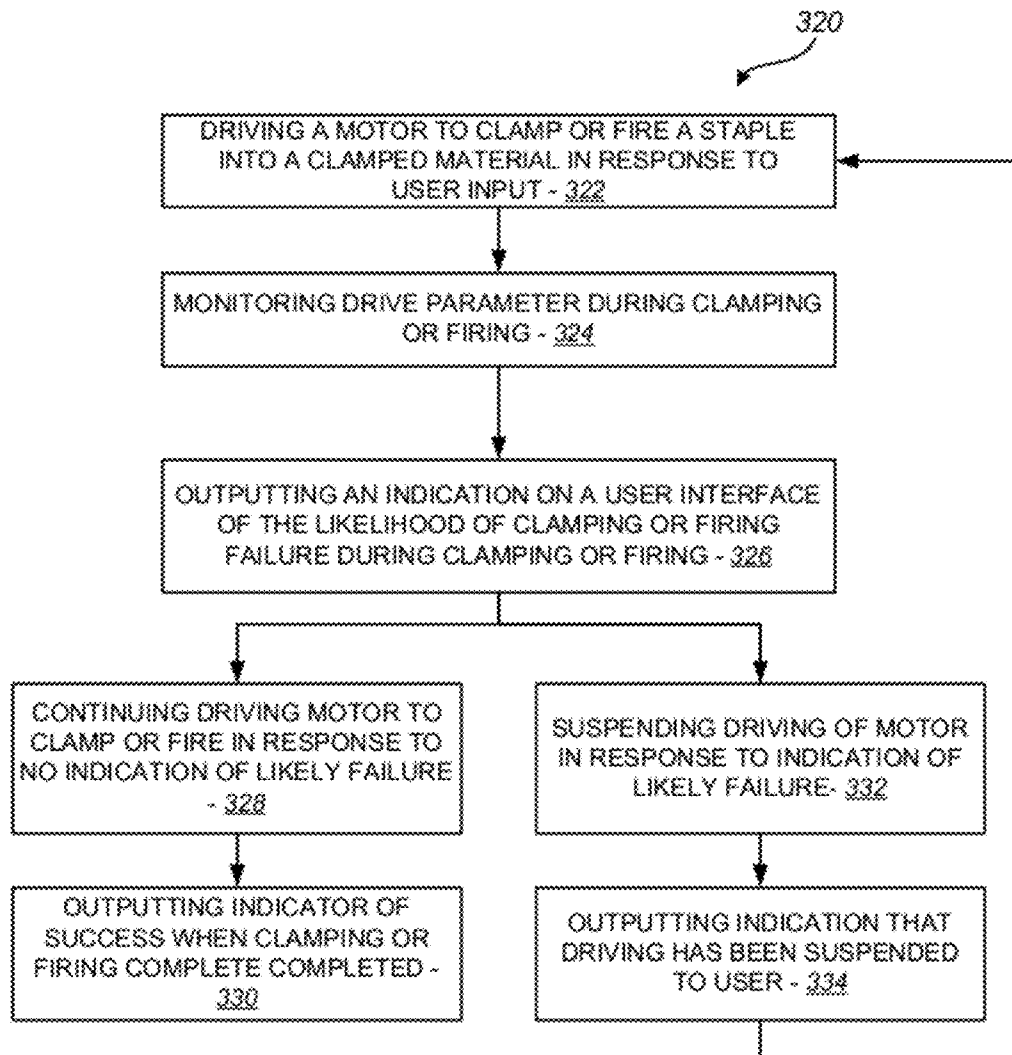 320
DRIVING A MOTOR TO CLAMP OR FIRE A STAPLE
INTO A CLAMPED MATERIAL IN RESPONSE TO
USER INPUT - 322
MONITORING DRIVE PARAMETER DURING CLAMPING
OR FIRING - 324
OUTPUTTING AN INDICATION ON A USER INTERFACE
OF THE LIKELIHOOD OF CLAMPING OR FIRING
FAILURE DURING CLAMPING OR FIRING - 326
CONTINUING DRIVING MOTOR TO
CLAMP OR FIRE IN RESPONSE TO
NO INDICATION OF LIKELY FAILURE
- 328
SUSPENDING DRIVING OF MOTOR
IN RESPONSE TO INDICATION OF
LIKELY FAILURE- 332
OUTPUTTING INDICATOR OF
SUCCESS WHEN CLAMPING OR
FIRING COMPLETE COMPLETED -
330
OUTPUTTING INDICATION THAT
DRIVING HAS BEEN SUSPENDED
TO USER - 334